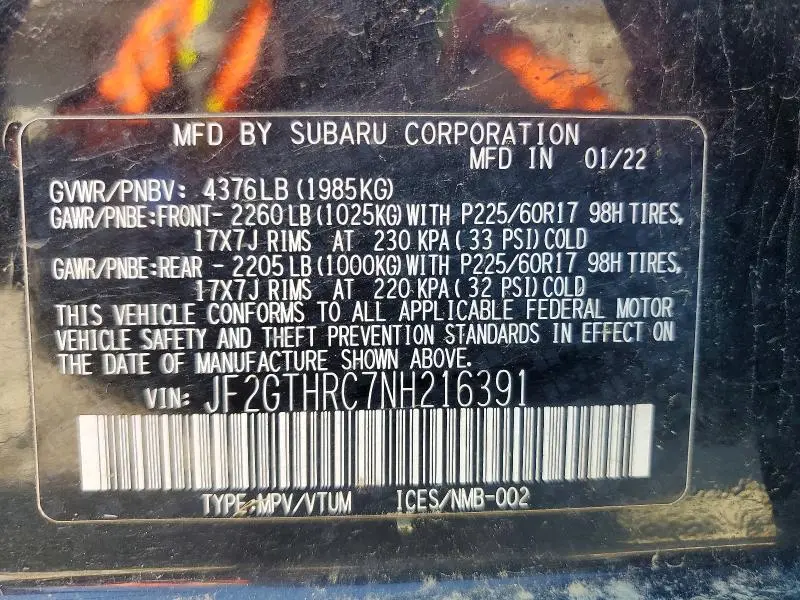 MFD BY SUBARU CORPORATION
MFD IN 01/22
GVWR/PNBV: 4376LB (1985KG)
GAWR/PNBE:FRONT- 2260 LB (1025KG) WITH P225/60R17 98H TIRES,
17X7J RIMS AT 230 KPA ( 33 PSI) COLD
GAWR/PNBE:REAR - 2205 LB (1000KG) WITH P225/60R17 98H TIRES,
17X7J RIMS AT 220 KPA ( 32 PSI) COLD
THIS VEHICLE CONFORMS TO ALL APPLICABLE FEDERAL MOTOR
VEHICLE SAFETY AND THEFT PREVENTION STANDARDS IN EFFECT ON
THE DATE OF MANUFACTURE SHOWN ABOVE.
VIN: JF2GTHRC7NH216391
TYPE:MPV/VTUM ICES/NMB-002